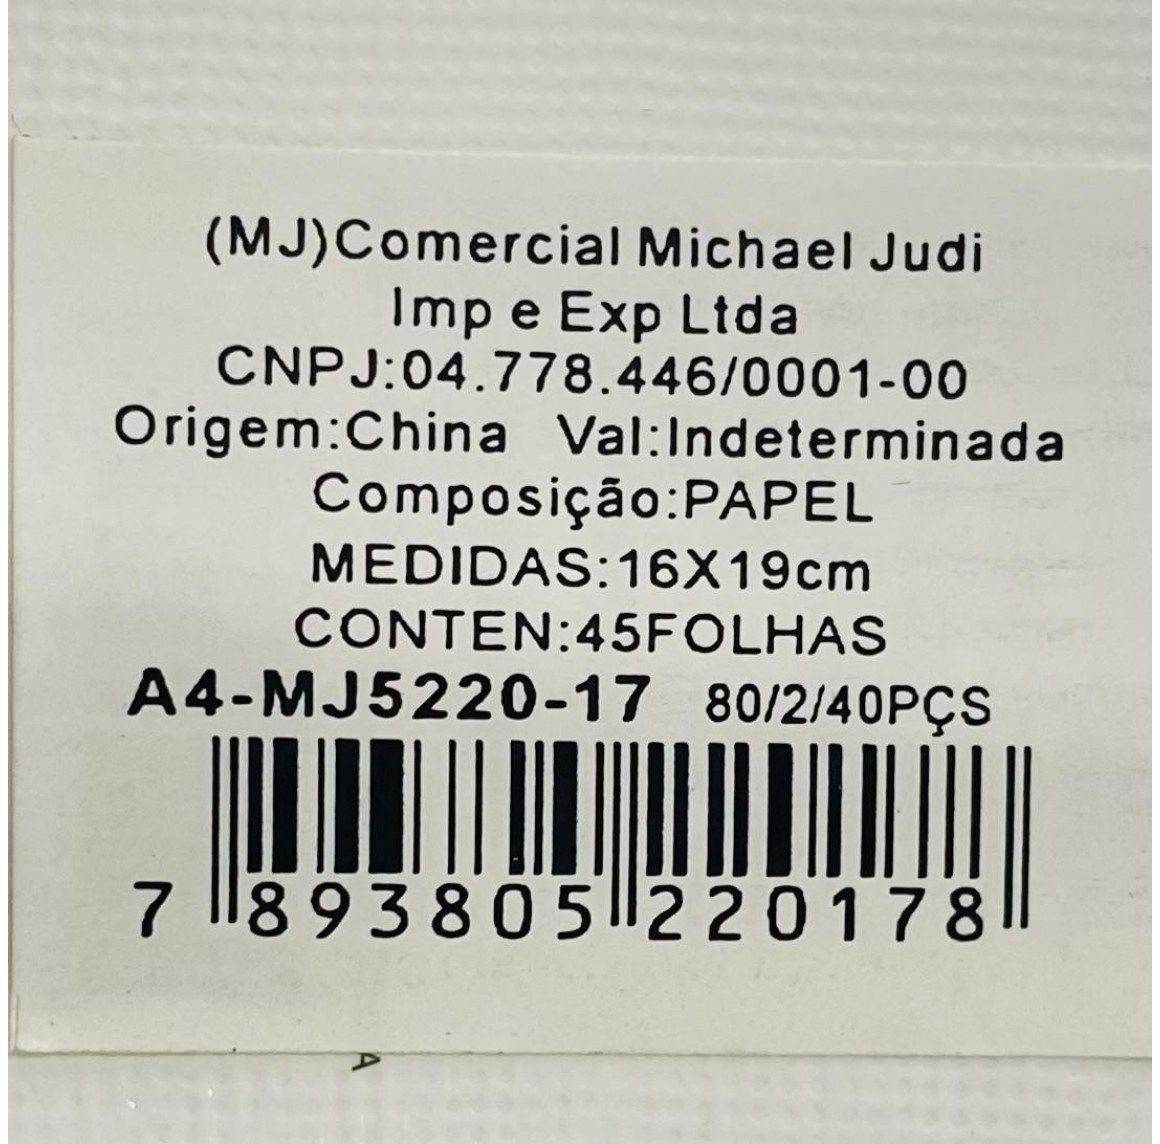 (MJ)Comercial Michael Judi
Imp e Exp Ltda
CNPJ:04.778.446/0001-00
Origem:China Val:Indeterminada
Composição:PAPEL
MEDIDAS:16X19cm
CONTEN:45FOLHAS
A4-MJ5220-17 80/2/40PÇS
7 893805 220178
A